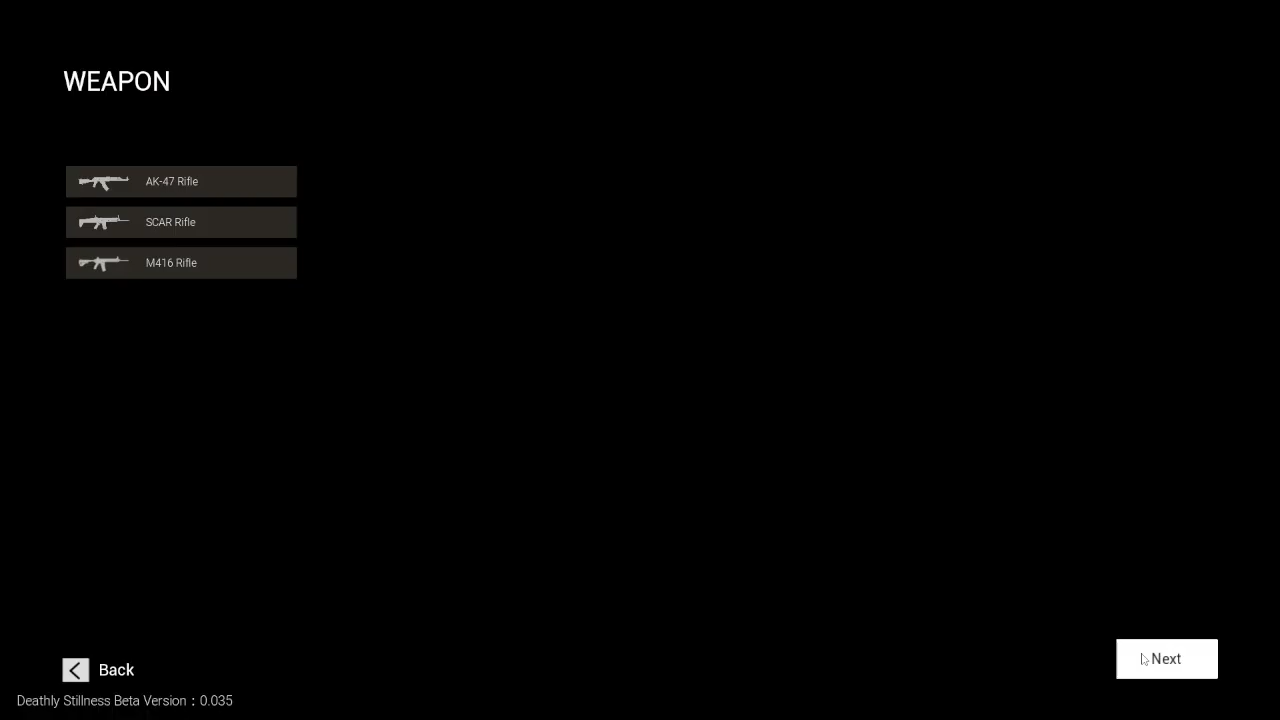 WEAPON
AK-47 Rifle
SCAR Rifle
M416 Rifle
Back
Next
Deathly Stillness Beta Version : 0.035